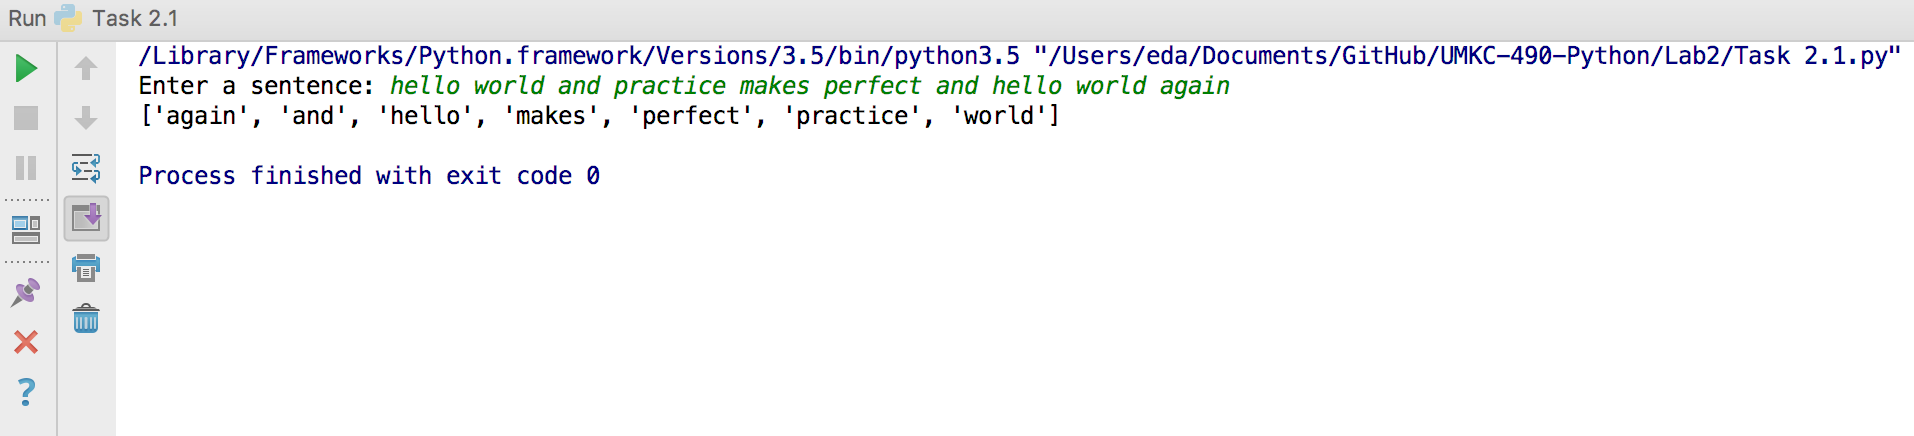 Run Task 2.1
/Library/Frameworks/Python.framework/Versions/3.5/bin/python3.5 "/Users/eda/Documents/GitHub/UMKC-490-Python/Lab2/Task 2.1.py"
Enter a sentence: hello world and practice makes perfect and hello world again
['again', 'and', 'hello', 'makes', 'perfect', 'practice', 'world']
Process finished with exit code 0